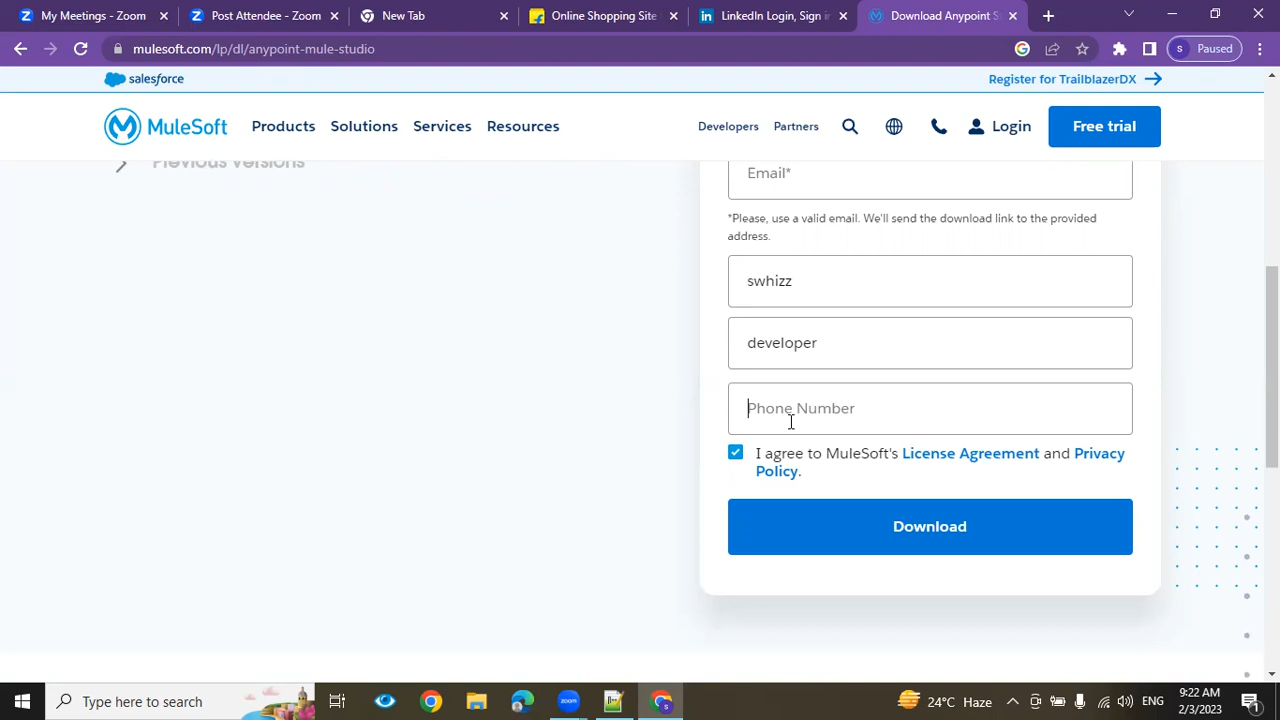 My Meetings - Zoom
Post Attendee - Zoom
New Tab
Online Shopping Site
LinkedIn Login, Sign i
Download Anypoint S
mulesoft.com/lp/dl/anypoint-mule-studio
s
Paused
salesforce
Register for TrailblazerDX
MuleSoft
Products
Solutions
Services
Resources
Developers
Partners
Login
Free trial
Previous versions
Email*
*Please, use a valid email. We'll send the download link to the provided
address.
swhizz
developer
Phone Number
I agree to MuleSoft's License Agreement and Privacy
Policy.
Download
Type here to search
zoom
24°C Haze
ENG
9:22 AM
2/3/2023
1